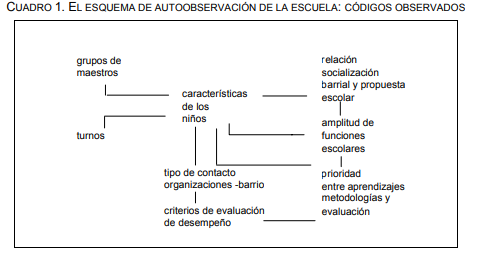 CUADRO 1. EL ESQUEMA DE AUTOOBSERVACIÓN DE LA ESCUELA: CÓDIGOS OBSERVADOS
grupos de
maestros
turnos
características
de los
niños
relación
socialización
barrial y propuesta
escolar
amplitud de
funciones
escolares
tipo de contacto
organizaciones -barrio
criterios de evaluación
de desempeño
prioridad
entre aprendizajes
metodologías y
evaluación